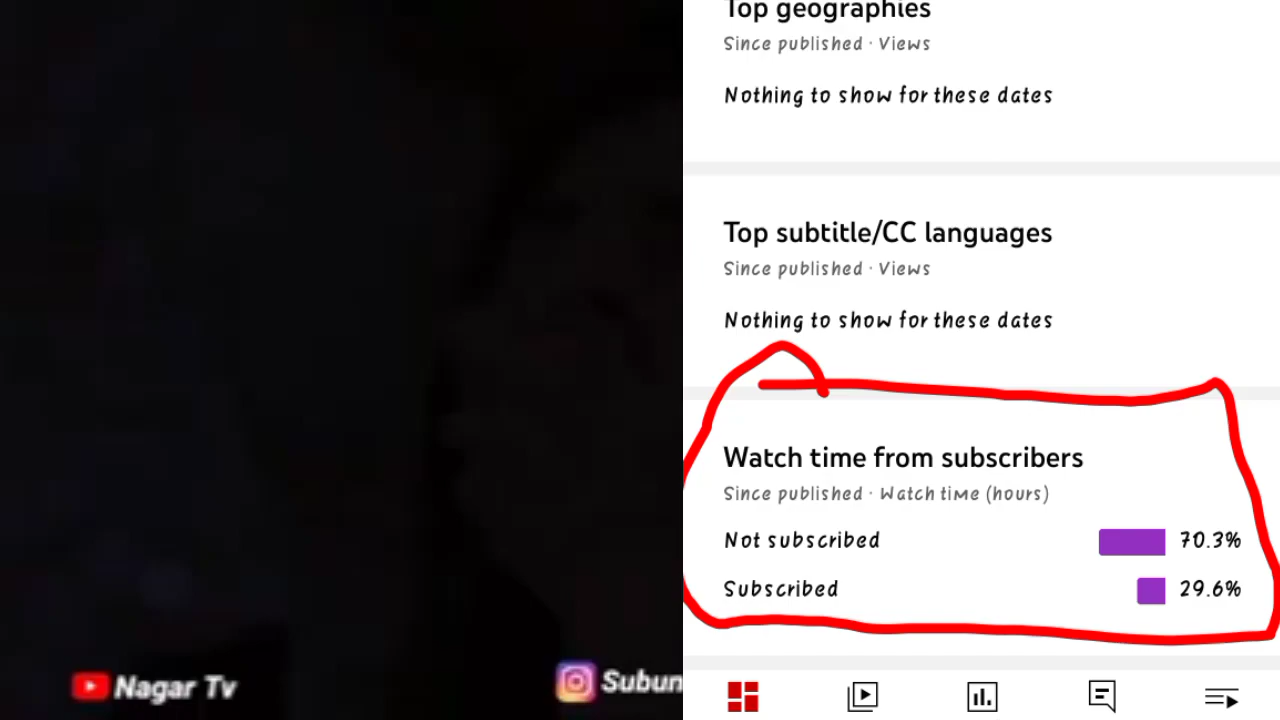 Top geographies
Since published · Views
Nothing to show for these dates
Top subtitle/CC languages
Since published · Views
Nothing to show for these dates
Watch time from subscribers
Since published · Watch time (hours)
Not subscribed 70.3%
Subscribed 29.6%
Nagar Tv
Subun